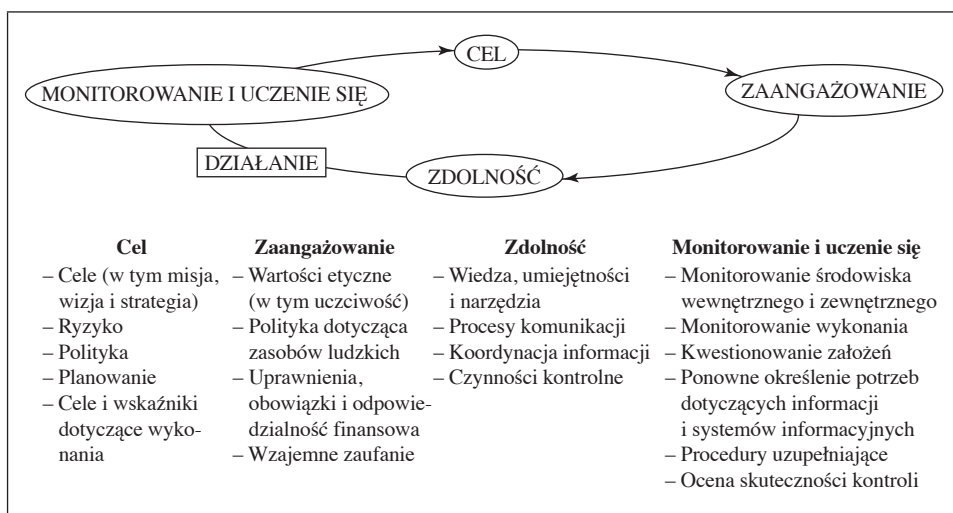 CEL
MONITOROWANIE I UCZENIE SIĘ
ZAANGAŻOWANIE
DZIAŁANIE
ZDOLNOŚĆ
Cel
– Cele (w tym misja,
wizja i strategia)
– Ryzyko
– Polityka
– Planowanie
– Cele i wskaźniki
dotyczące wyko-
nania
Zaangażowanie
– Wartości etyczne
(w tym uczciwość)
– Polityka dotycząca
zasobów ludzkich
– Uprawnienia,
obowiązki i odpowie-
dzialność finansowa
– Wzajemne zaufanie
Zdolność
– Wiedza, umiejętności
i narzędzia
– Procesy komunikacji
– Koordynacja informacji
– Czynności kontrolne
Monitorowanie i uczenie się
– Monitorowanie środowiska
wewnętrznego i zewnętrznego
– Monitorowanie wykonania
– Kwestionowanie założeń
– Ponowne określenie potrzeb
dotyczących informacji
i systemów informacyjnych
– Procedury uzupełniające
– Ocena skuteczności kontroli